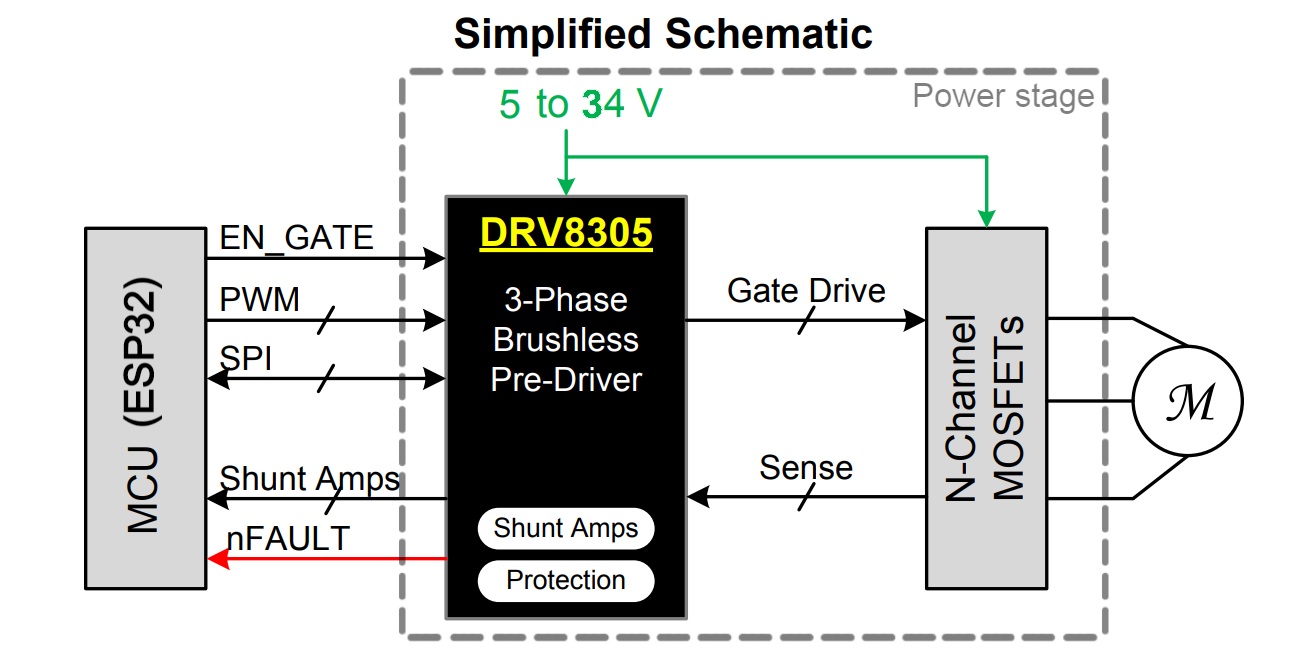 Simplified Schematic
Power stage
5 to 34 V
DRV8305
3-Phase
Brushless
Pre-Driver
Shunt Amps
Protection
MCU (ESP32)
EN_GATE
PWM
SPI
Shunt Amps
nFAULT
Gate Drive
Sense
N-Channel
MOSFETs
M